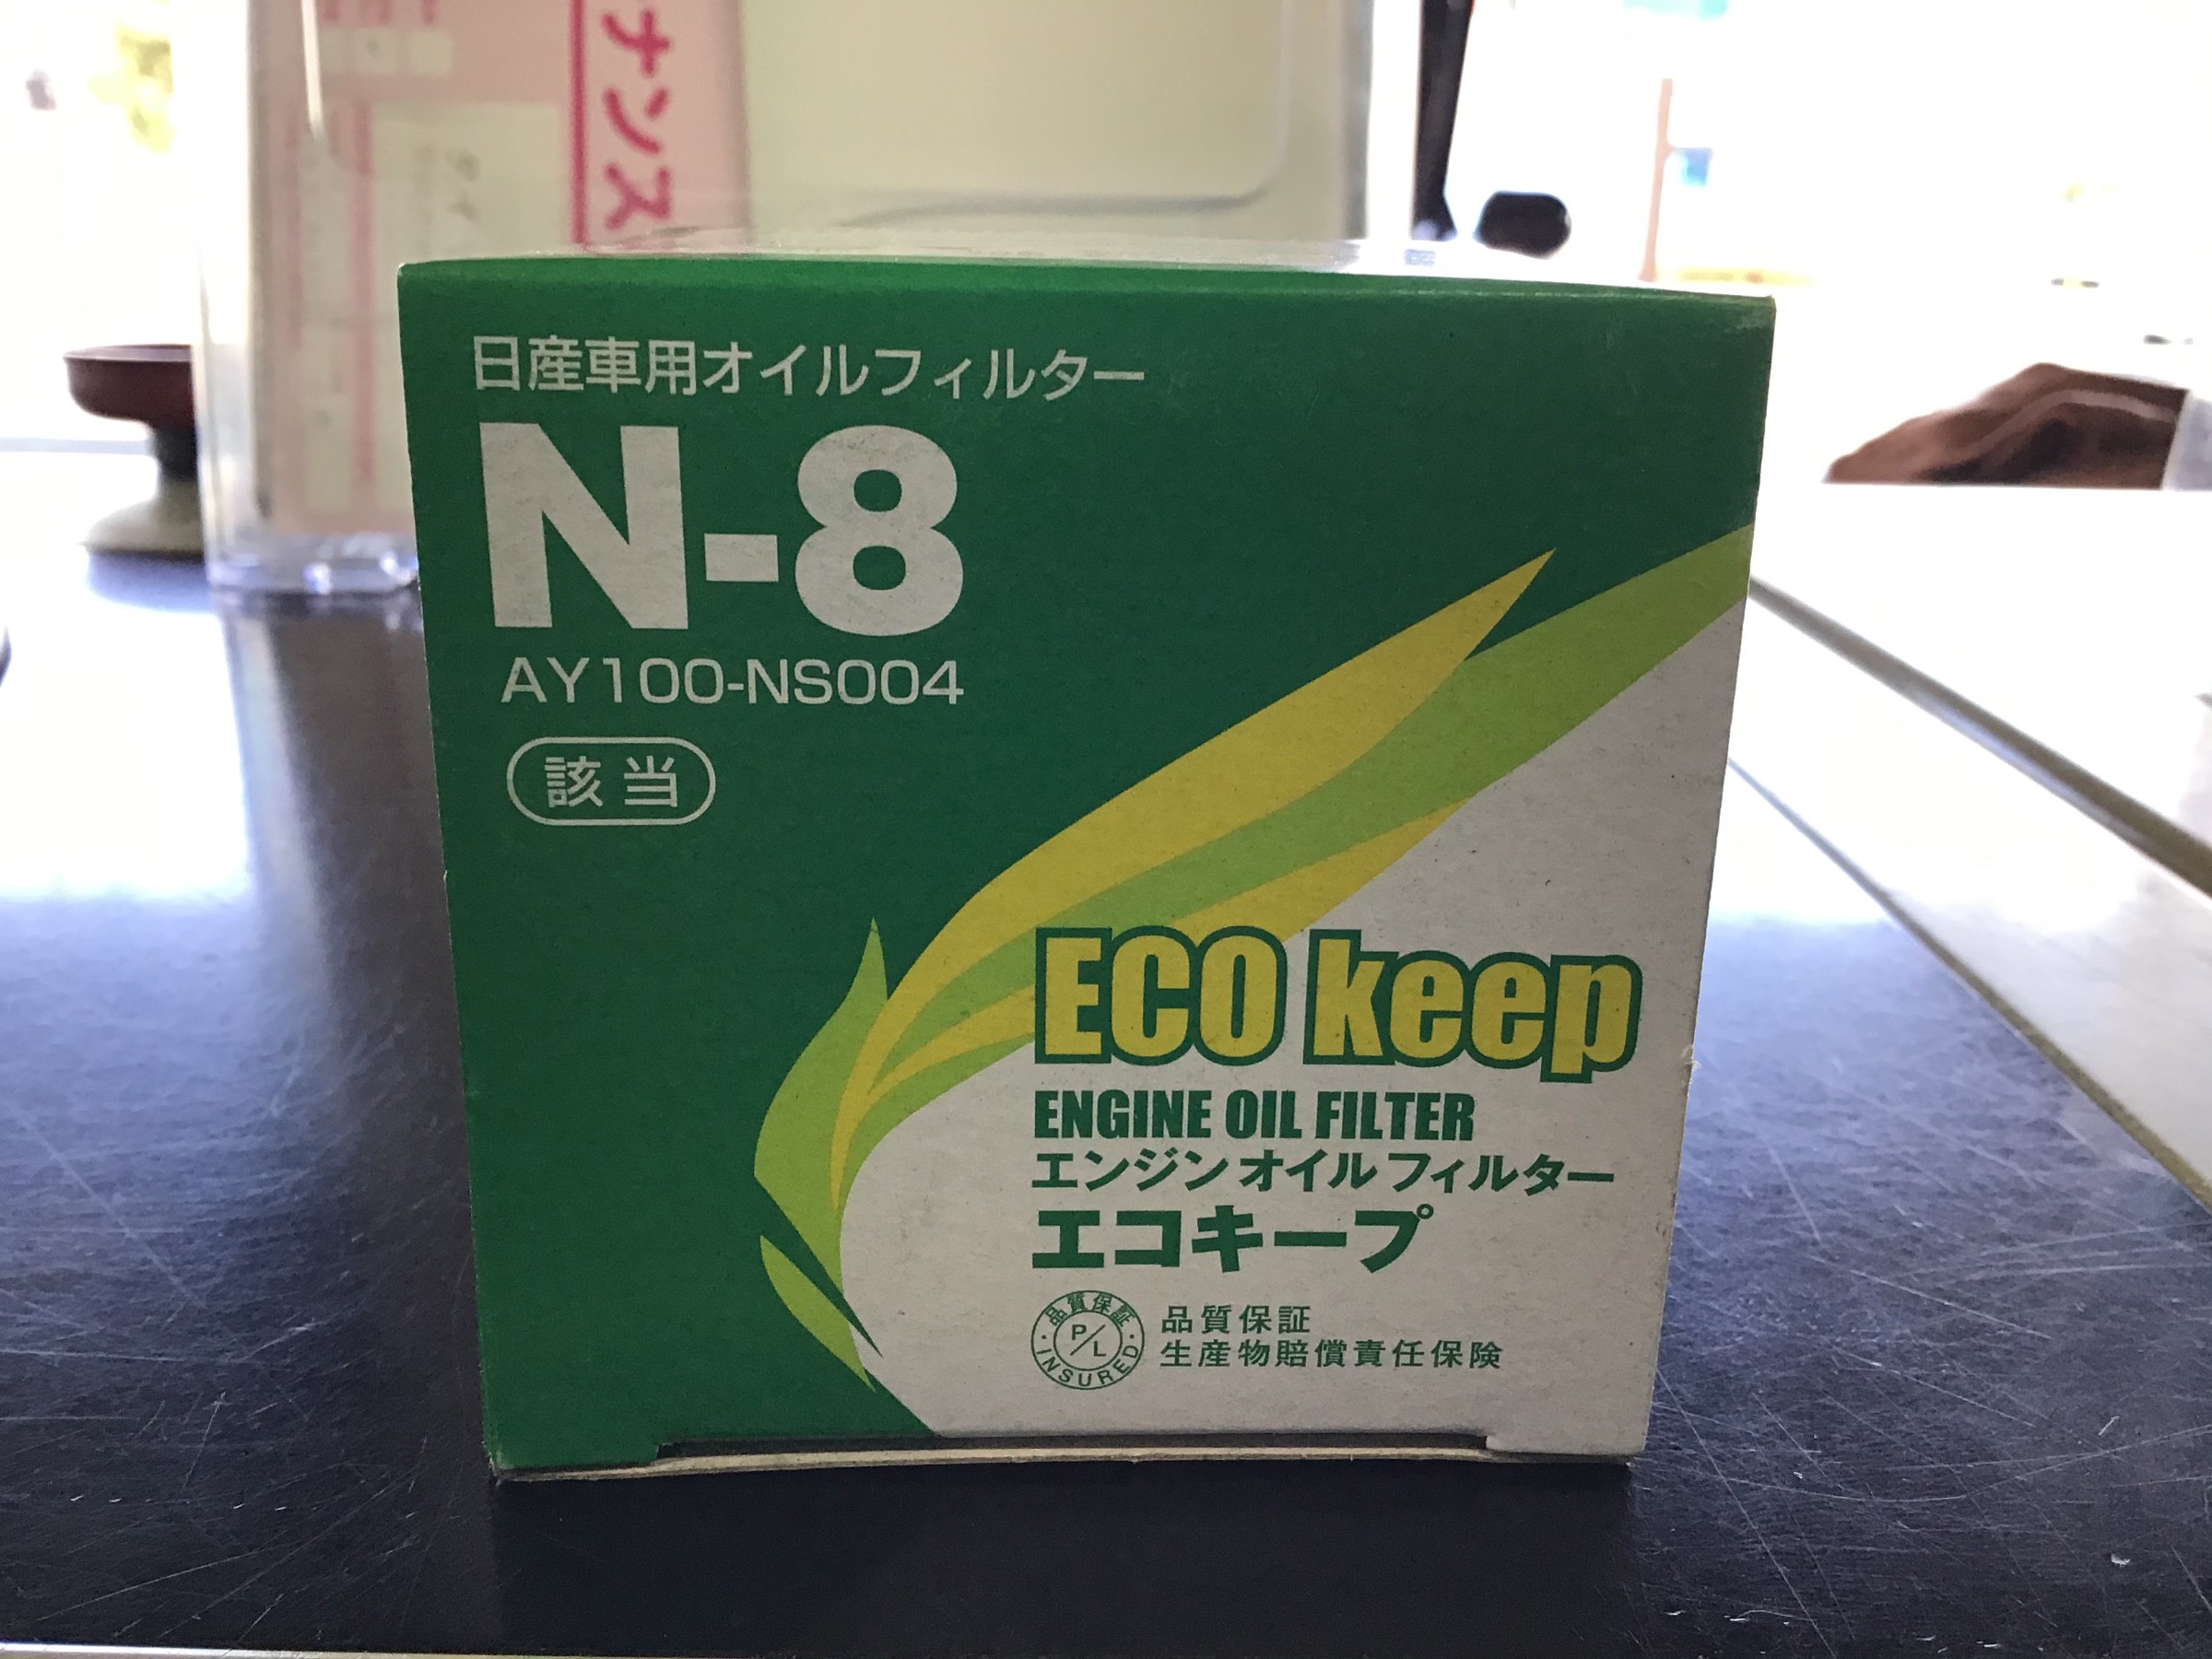 ナンス
日産車用オイルフィルター
N-8
AY100-NS004
該当
ECO keep
ENGINE OIL FILTER
エンジン オイル フィルター
エコキープ
品質保証
P/L
INSURED
品質保証
生産物賠償責任保険